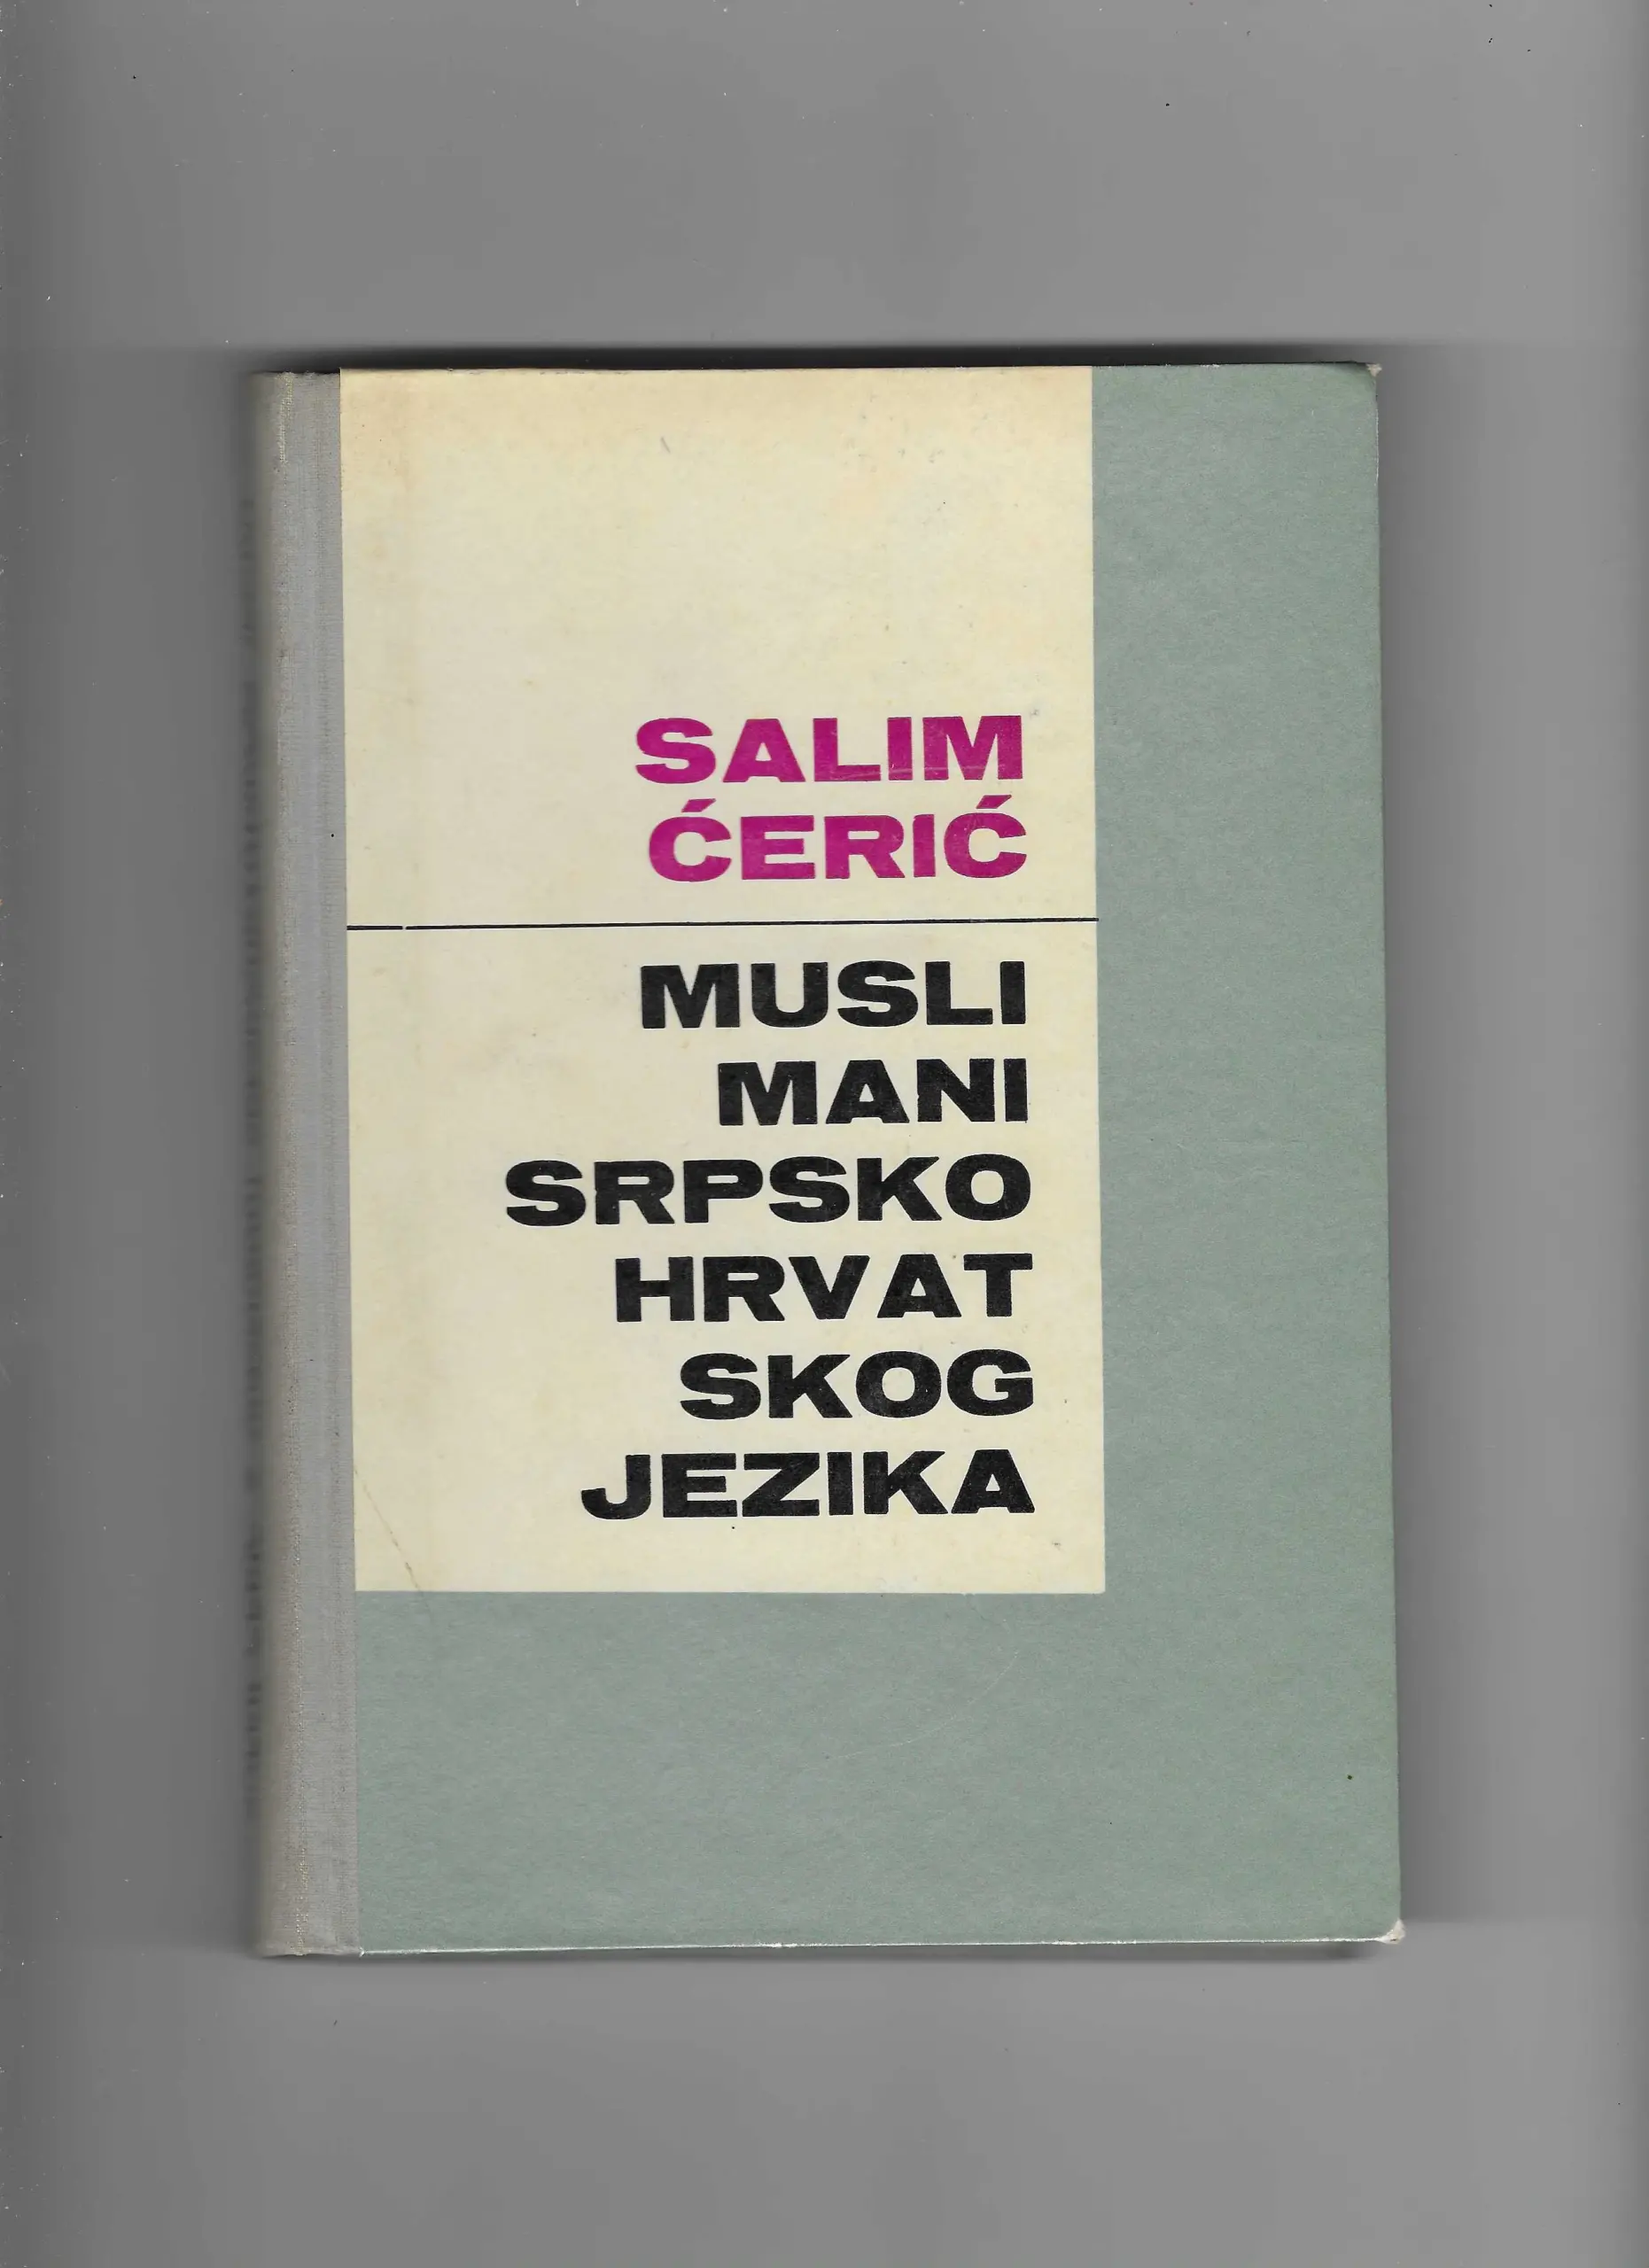 SALIM
ĆERIĆ
MUSLI
MANI
SRPSKO
HRVAT
SKOG
JEZIKA